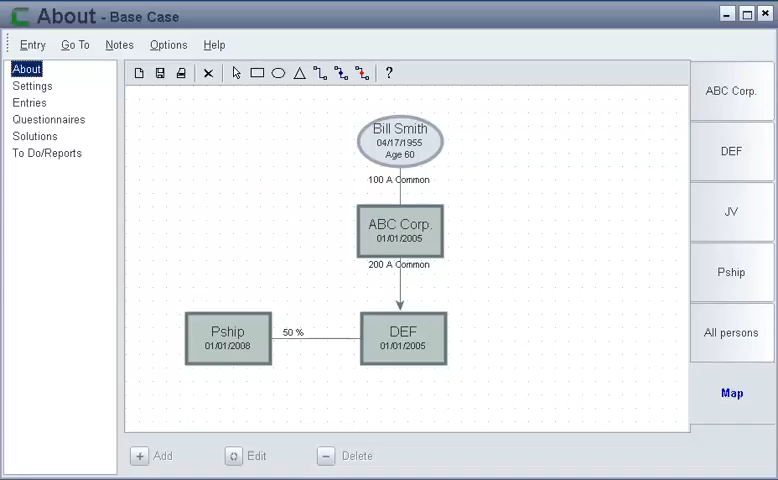 About - Base Case
Entry Go To Notes Options Help
About
Settings
Entries
Questionnaires
Solutions
To Do/Reports
?
Bill Smith
04/17/1955
Age 60
100 A Common
ABC Corp.
01/01/2005
200 A Common
Pship
01/01/2008
50 %
DEF
01/01/2005
ABC Corp.
DEF
JV
Pship
All persons
Map
Add Edit Delete